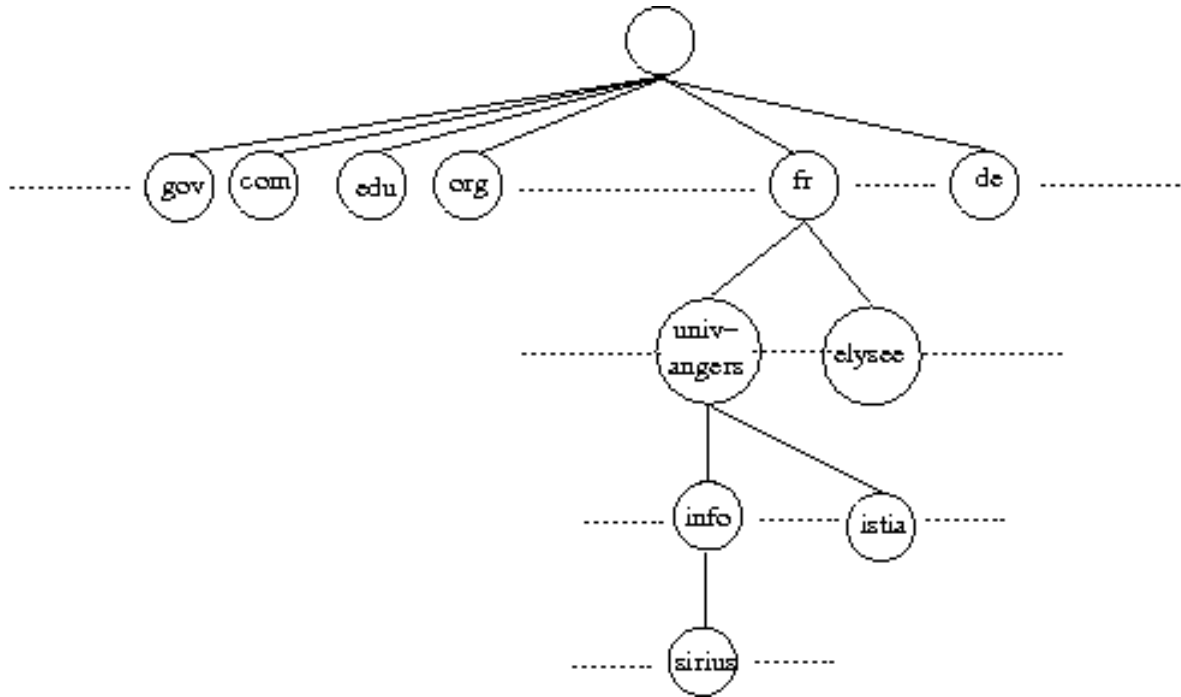 gov
com
edu
org
fr
de
univ-
angers
elysee
info
istia
sirius